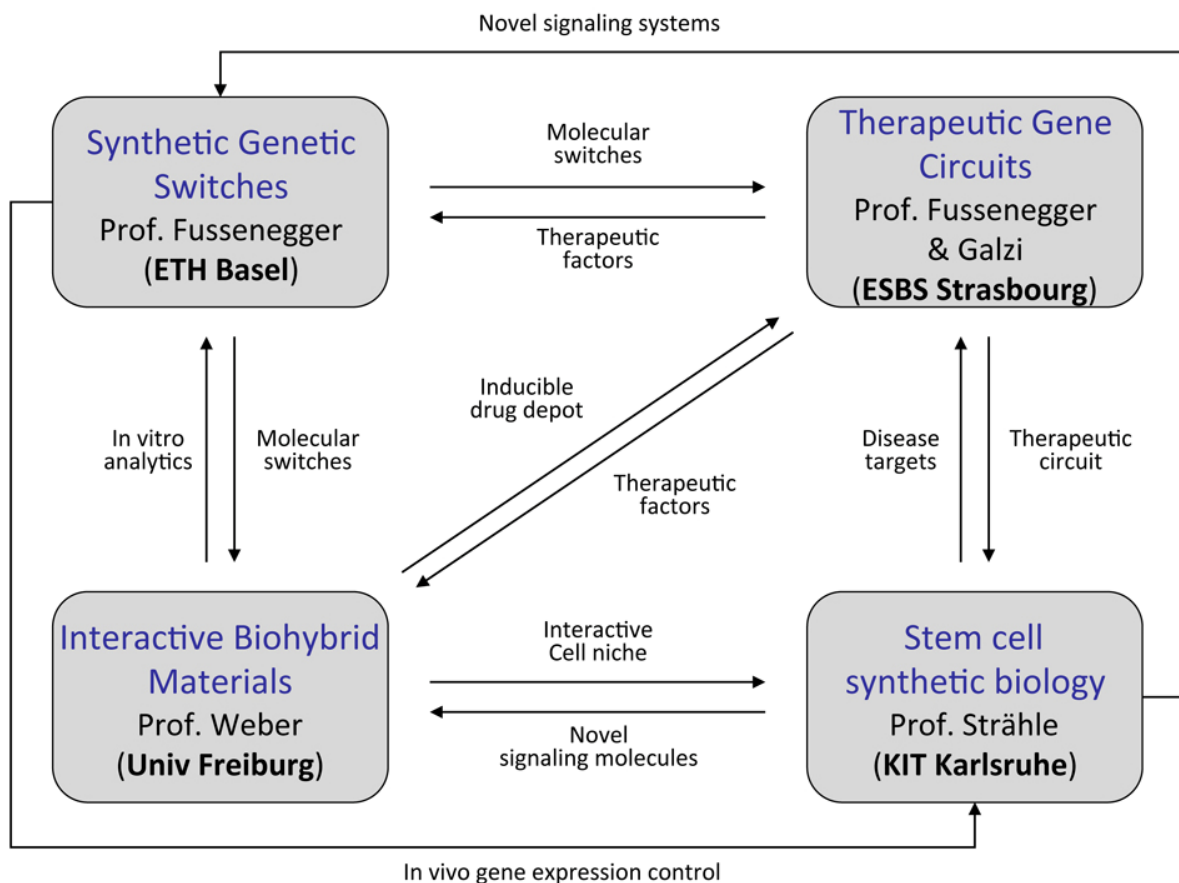 Novel signaling systems
Synthetic Genetic
Switches
Prof. Fussenegger
(ETH Basel)
Molecular
switches
Therapeutic
factors
Therapeutic Gene
Circuits
Prof. Fussenegger
& Galzi
(ESBS Strasbourg)
In vitro
analytics
Molecular
switches
Inducible
drug depot
Therapeutic
factors
Disease
targets
Therapeutic
circuit
Interactive Biohybrid
Materials
Prof. Weber
(Univ Freiburg)
Interactive
Cell niche
Novel
signaling molecules
Stem cell
synthetic biology
Prof. Strähle
(KIT Karlsruhe)
In vivo gene expression control